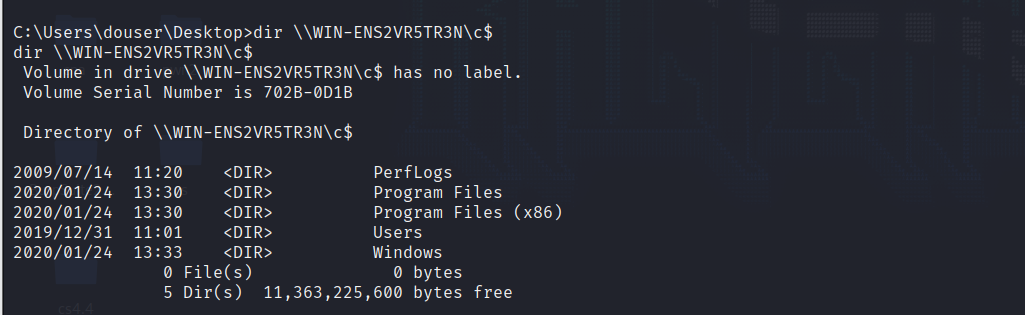 C:\Users\douser\Desktop>dir \\WIN-ENS2VR5TR3N\c$
dir \\WIN-ENS2VR5TR3N\c$
 Volume in drive \\WIN-ENS2VR5TR3N\c$ has no label.
 Volume Serial Number is 702B-0D1B

 Directory of \\WIN-ENS2VR5TR3N\c$

2009/07/14  11:20    <DIR>          PerfLogs
2020/01/24  13:30    <DIR>          Program Files
2020/01/24  13:30    <DIR>          Program Files (x86)
2019/12/31  11:01    <DIR>          Users
2020/01/24  13:33    <DIR>          Windows
               0 File(s)              0 bytes
               5 Dir(s)  11,363,225,600 bytes free
cs4.4